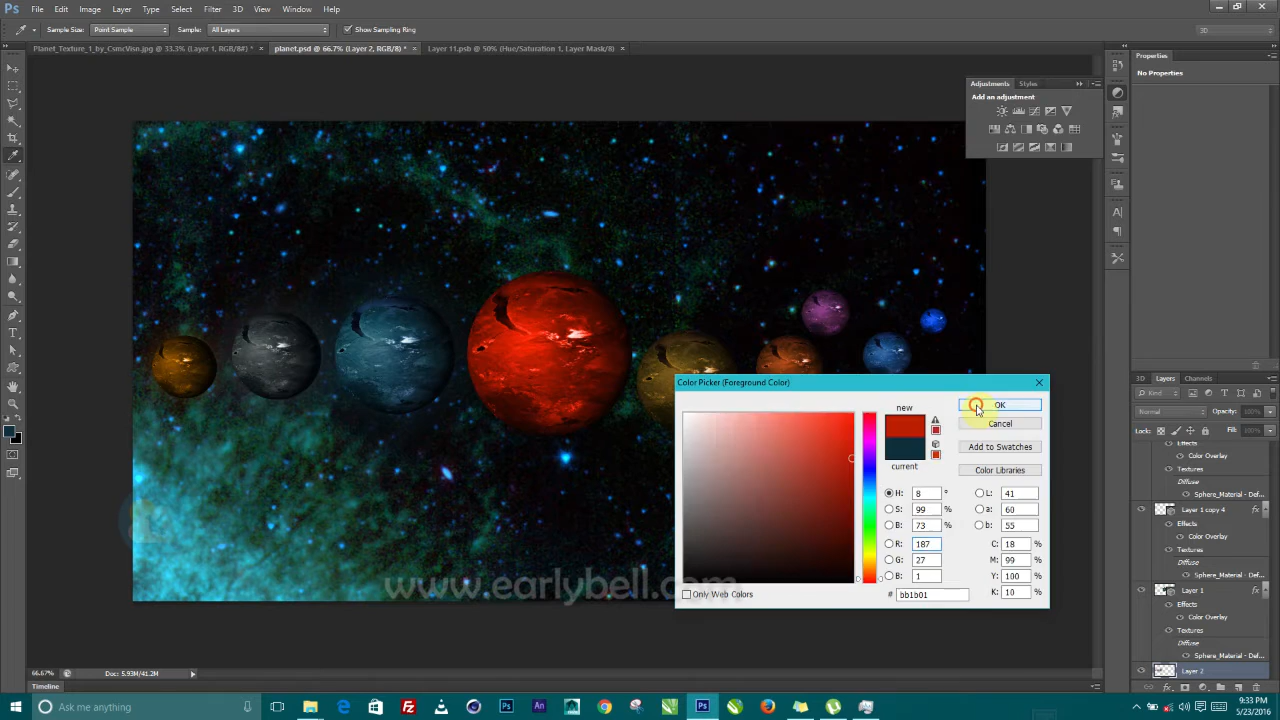 Ps File Edit Image Layer Type Select Filter 3D View Window Help
Sample Size: Point Sample Sample: All Layers Show Sampling Ring 3D
Planet_Texture_1_by_CsmcVisn.jpg @ 33.3% (Layer 1, RGB/8#) * × planet.psd @ 66.7% (Layer 2, RGB/8) * × Layer 11.psb @ 50% (Hue/Saturation 1, Layer Mask/8) ×
Properties
No Properties
Adjustments Styles
Add an adjustment
Color Picker (Foreground Color)
new
OK
Cancel
Add to Swatches
current
Color Libraries
H: 8 ° L: 41
S: 99 % a: 60
B: 73 % b: 55
R: 187 C: 18 %
G: 27 M: 99 %
B: 1 Y: 100 %
K: 10 %
Only Web Colors # bb1b01
www.earlybell.com
3D Layers Channels
Kind
Normal Opacity: 100%
Lock: Fill: 100%
Effects
Color Overlay
Textures
Diffuse
Sphere_Material - Def...
Layer 1 copy 4 fx
Effects
Color Overlay
Textures
Diffuse
Sphere_Material - Def...
Layer 1 fx
Effects
Color Overlay
Textures
Diffuse
Sphere_Material - Def...
Layer 2
66.67% Doc: 5.93M/41.2M
Timeline
Ask me anything
9:33 PM
5/23/2016